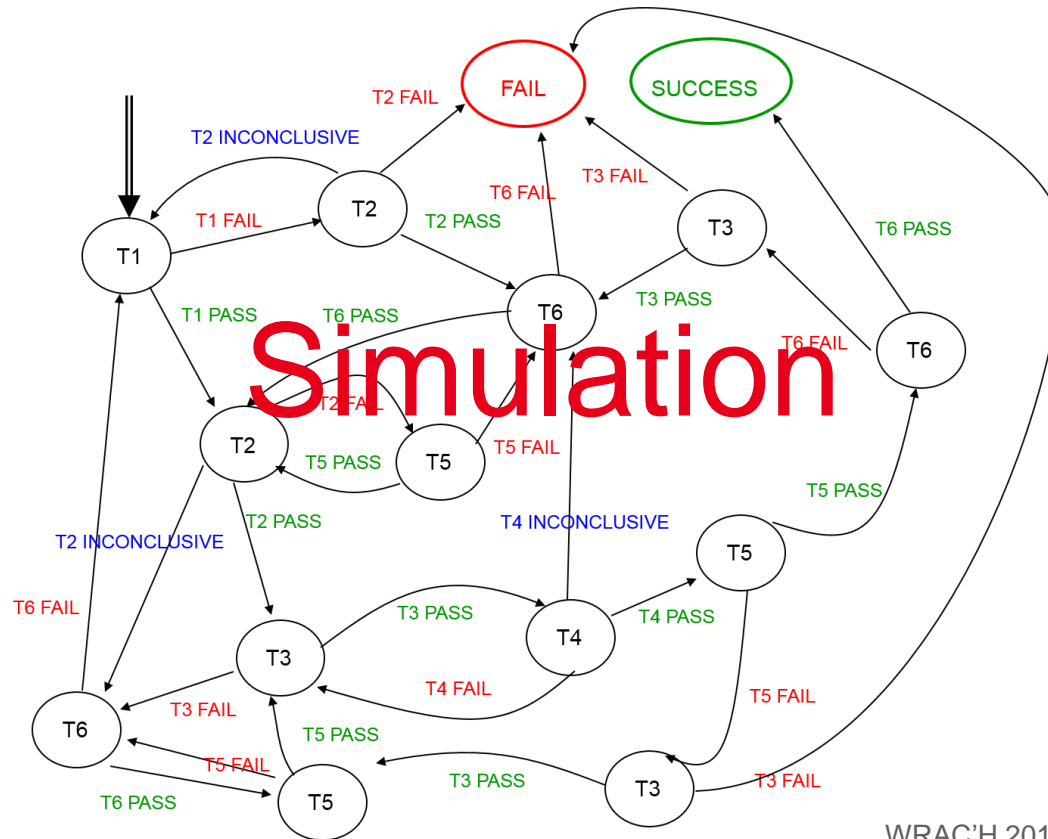 FAIL
SUCCESS
T2 FAIL
T2 INCONCLUSIVE
T6 FAIL
T3 FAIL
T2
T1 FAIL
T2 PASS
T3
T6 PASS
T1
T3 PASS
T6
T1 PASS
T6 PASS
T6 FAIL
T6
Simulation
T2 FAIL
T2
T5 PASS
T5
T5 FAIL
T5 PASS
T2 PASS
T4 INCONCLUSIVE
T2 INCONCLUSIVE
T5
T6 FAIL
T3 PASS
T4
T4 PASS
T3
T4 FAIL
T5 FAIL
T3 FAIL
T6
T5 PASS
T5 FAIL
T3 PASS
T3
T3 FAIL
T6 PASS
T5
WRAC'H 201